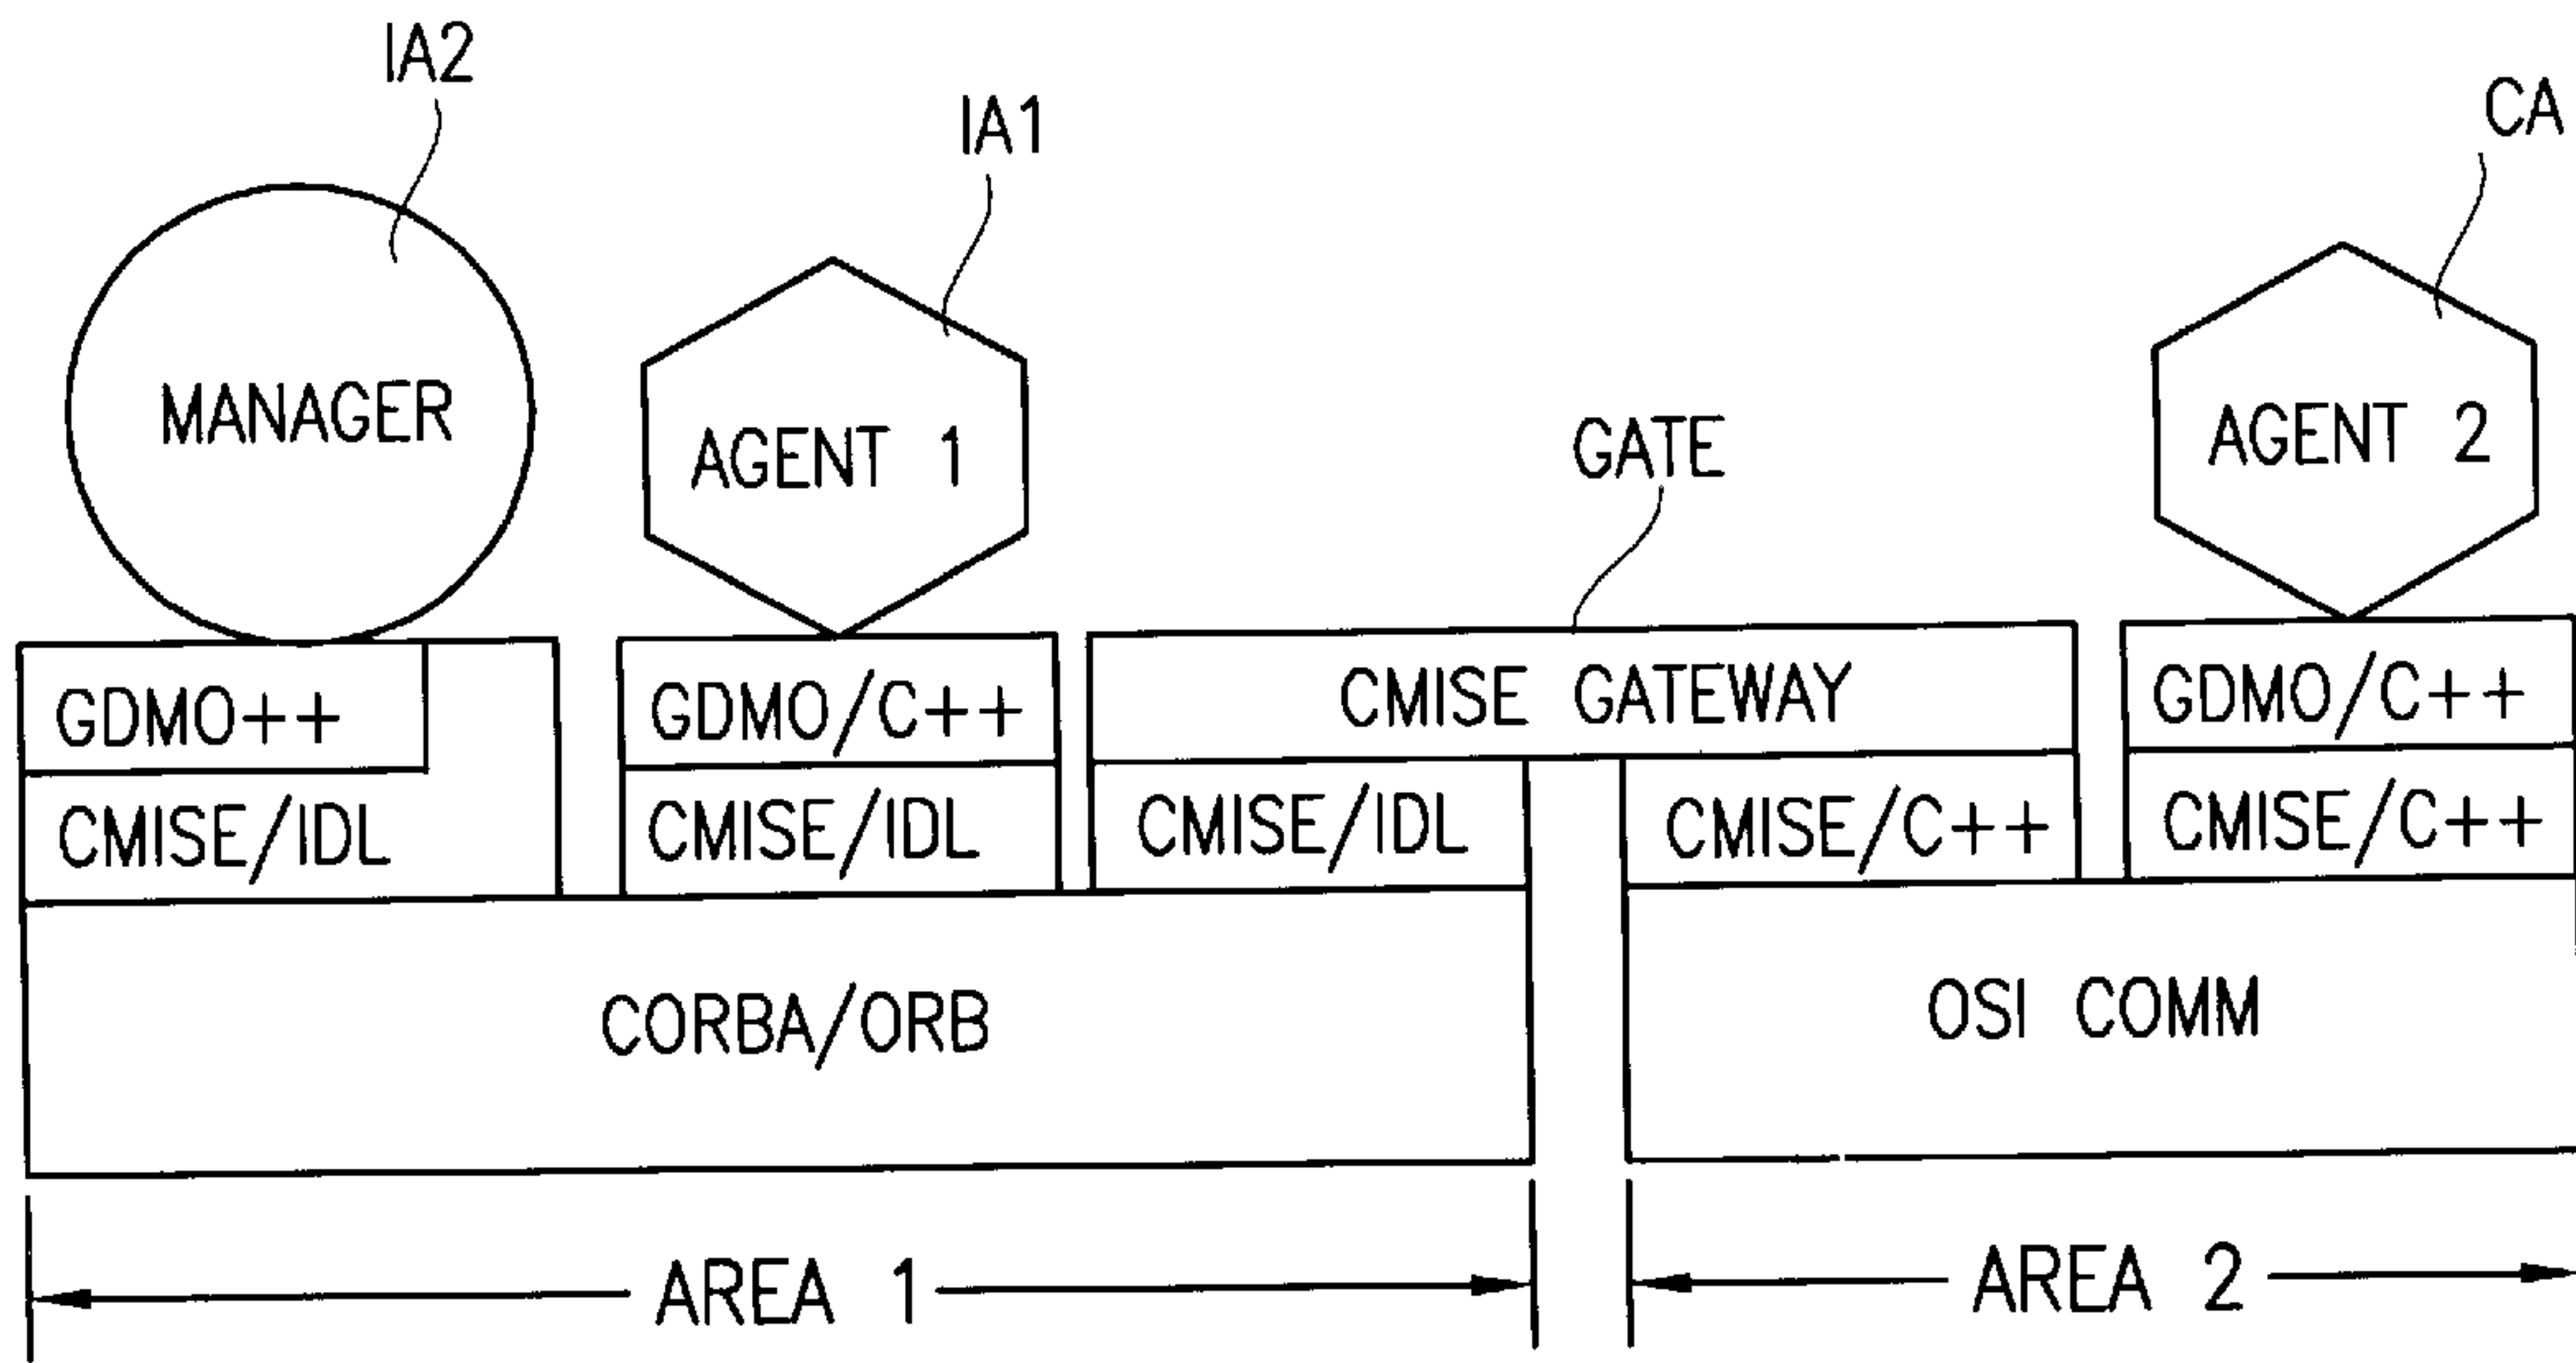 IA2
IA1
CA
MANAGER
AGENT 1
GATE
AGENT 2
GDMO++
GDMO/C++
CMISE GATEWAY
GDMO/C++
CMISE/IDL
CMISE/IDL
CMISE/IDL
CMISE/C++
CMISE/C++
CORBA/ORB
OSI COMM
AREA 1
AREA 2